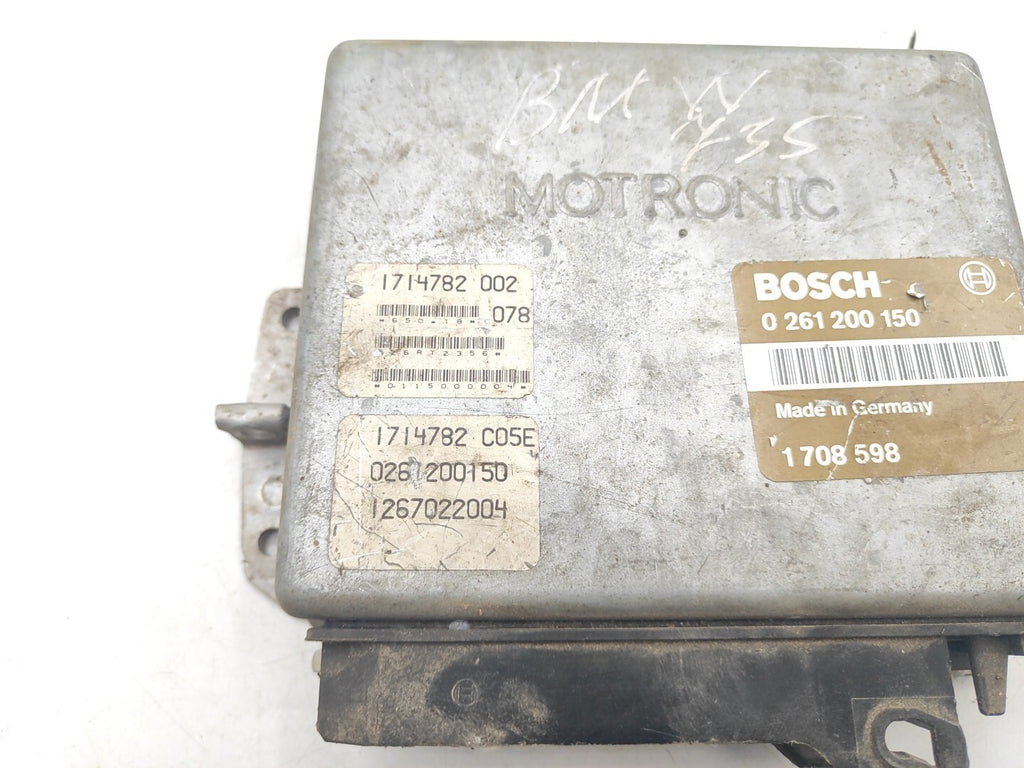 BMW
735
MOTRONIC
1714782 002
078
1714782 C05E
0261200150
1267022004
BOSCH
0 261 200 150
Made in Germany
1 708 598